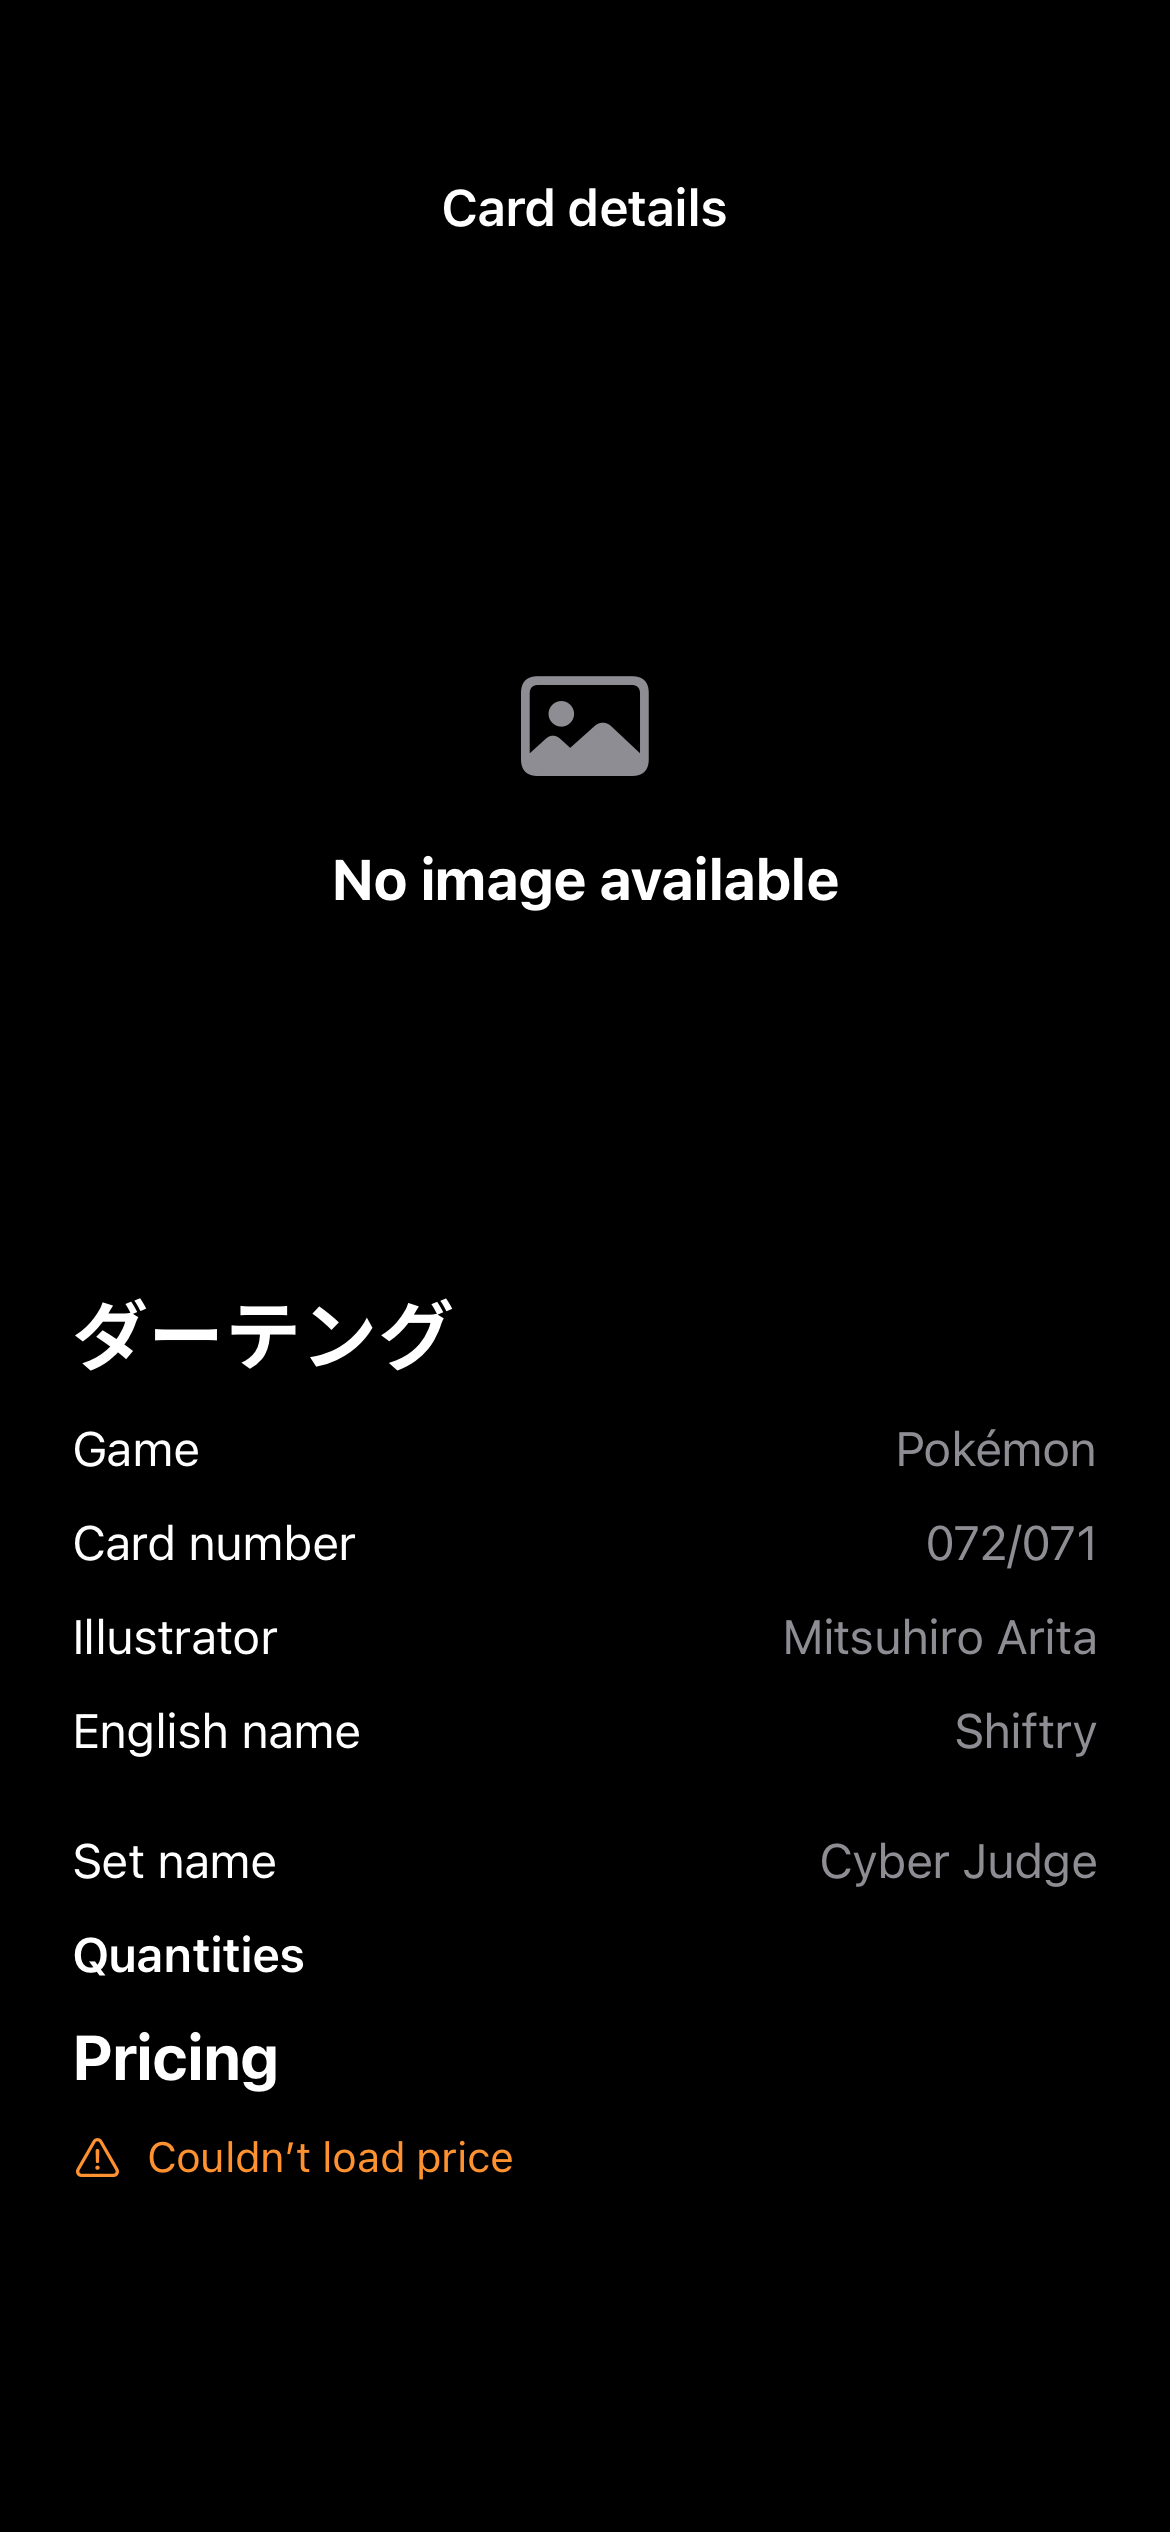 Card details
No image available
ダーテング
Game Pokémon
Card number 072/071
Illustrator Mitsuhiro Arita
English name Shiftry
Set name Cyber Judge
Quantities
Pricing
Couldn’t load price